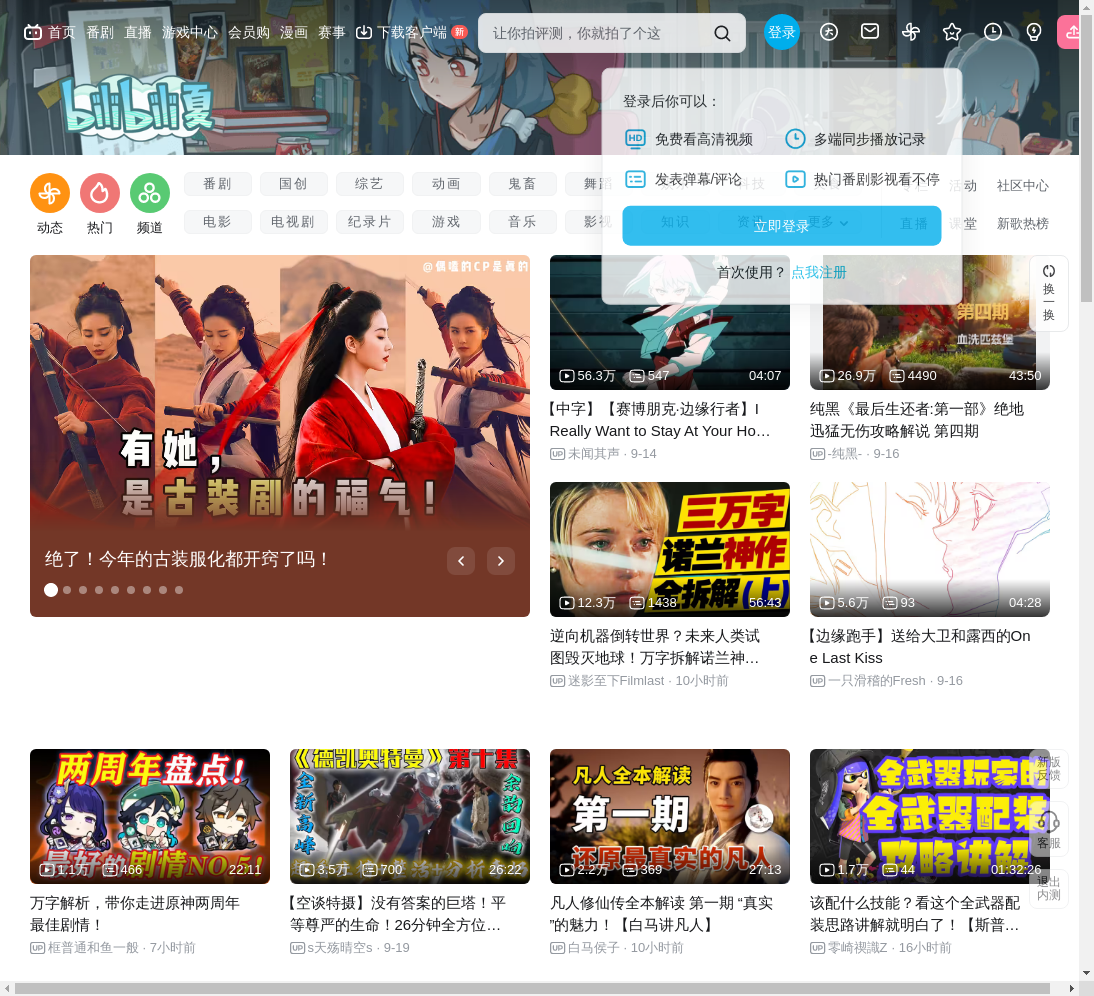 首页 番剧 直播 游戏中心 会员购 漫画 赛事 下载客户端 新
让你拍评测，你就拍了个这
登录
bilibili夏
登录后你可以：
免费看高清视频
多端同步播放记录
发表弹幕/评论
热门番剧影视看不停
立即登录
首次使用？ 点我注册
动态
热门
频道
番剧 国创 综艺 动画 鬼畜 舞蹈 科技 活动 社区中心
电影 电视剧 纪录片 游戏 音乐 影视 知识 资讯 更多 直播 课堂 新歌热榜
有她，
是古装剧的福气！
绝了！今年的古装服化都开窍了吗！
56.3万 547 04:07
【中字】【赛博朋克·边缘行者】I
Really Want to Stay At Your Ho…
UP 未闻其声 · 9-14
第四期
血洗匹兹堡
26.9万 4490 43:50
纯黑《最后生还者:第一部》绝地
迅猛无伤攻略解说 第四期
UP -纯黑- · 9-16
换
一
换
三万字
诺兰神作
全拆解(上)
12.3万 1438 56:43
逆向机器倒转世界？未来人类试
图毁灭地球！万字拆解诺兰神…
UP 迷影至下Filmlast · 10小时前
5.6万 93 04:28
【边缘跑手】送给大卫和露西的On
e Last Kiss
UP 一只滑稽的Fresh · 9-16
两周年盘点!
最好的剧情NO.5!
1.1万 466 22:11
万字解析，带你走进原神两周年
最佳剧情！
UP 框普通和鱼一般 · 7小时前
《德凯奥特曼》第十集
全新高峰
余韵回响
3.5万 700 26:22
【空谈特摄】没有答案的巨塔！平
等尊严的生命！26分钟全方位…
UP s天殇晴空s · 9-19
凡人全本解读
第一期
还原最真实的凡人
2.2万 369 27:13
凡人修仙传全本解读 第一期 “真实
”的魅力！【白马讲凡人】
UP 白马侯子 · 10小时前
全武器玩家的
全武器配装
攻略讲解
1.7万 44 01:32:26
该配什么技能？看这个全武器配
装思路讲解就明白了！【斯普…
UP 零崎禊識Z · 16小时前
新版
反馈
客服
退出
内测